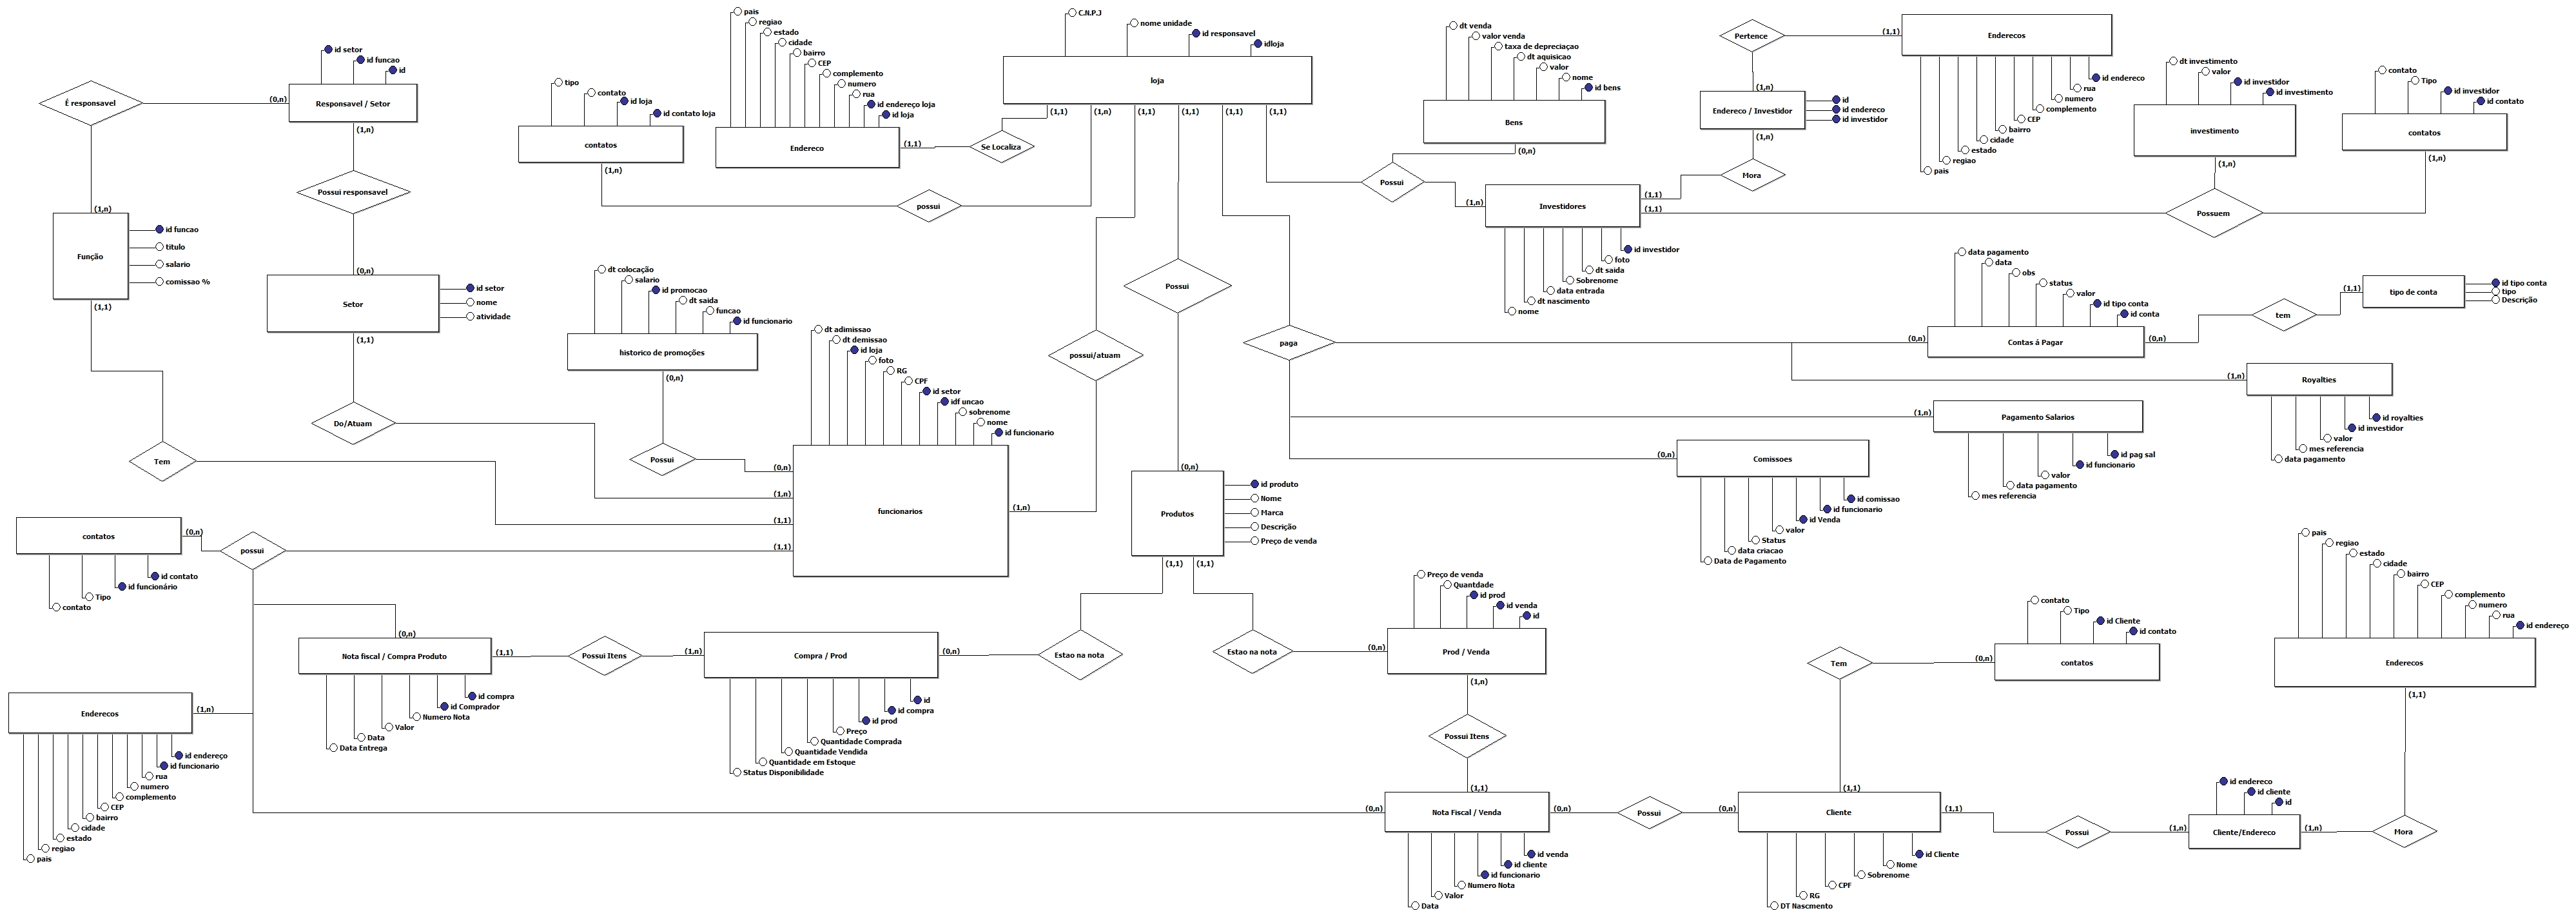 É responsavel
(0,n)
id setor
id funcao
id
Responsavel / Setor
(1,n)
Possui responsavel
(1,n)
Função
id funcao
titulo
salario
comissao %
(1,1)
Tem
(0,n)
Setor
id setor
nome
atividade
(1,1)
Do/Atuam
tipo
contato
id loja
id contato loja
contatos
(1,n)
possui
pais
regiao
estado
cidade
bairro
CEP
complemento
numero
rua
id endereço loja
id loja
Endereco
(1,1)
Se Localiza
C.N.P.J
nome unidade
id responsavel
idloja
loja
(1,1)
(1,n)
(1,1)
(1,1)
(1,1)
(1,1)
dt venda
valor venda
taxa de depreciaçao
dt aquisicao
valor
nome
id bens
Bens
(0,n)
Possui
(1,n)
Investidores
(1,1)
(1,1)
id investidor
foto
dt saida
Sobrenome
data entrada
dt nascimento
nome
Pertence
(1,1)
Enderecos
id endereco
rua
numero
complemento
CEP
bairro
cidade
estado
regiao
pais
(1,n)
Endereco / Investidor
id
id endereco
id investidor
(1,n)
Mora
dt investimento
valor
id investidor
id investimento
investimento
(1,n)
contato
Tipo
id investidor
id contato
contatos
(1,n)
Possuem
dt colocação
salario
id promocao
dt saida
funcao
id funcionario
historico de promoções
(0,n)
Possui
dt adimissao
dt demissao
id loja
foto
RG
CPF
id setor
idf uncao
sobrenome
nome
id funcionario
(0,n)
(1,n)
(1,1)
(1,1)
funcionarios
(1,n)
possui/atuam
Possui
(0,n)
Produtos
id produto
Nome
Marca
Descrição
Preço de venda
(1,1)
(1,1)
paga
data pagamento
data
obs
status
valor
id tipo conta
id conta
(0,n)
Contas á Pagar
(0,n)
tem
(1,1)
tipo de conta
id tipo conta
tipo
Descrição
(1,n)
Royalties
id royalties
id investidor
valor
mes referencia
data pagamento
(1,n)
Pagamento Salarios
id pag sal
id funcionario
valor
data pagamento
mes referencia
(0,n)
Comissoes
id comissao
id funcionario
id Venda
valor
Status
data criacao
Data de Pagamento
contatos
(0,n)
id contato
id funcionário
Tipo
contato
possui
(0,n)
Nota fiscal / Compra Produto
(1,1)
id compra
id Comprador
Numero Nota
Valor
Data
Data Entrega
Possui Itens
(1,n)
Compra / Prod
(0,n)
id
id compra
id prod
Preço
Quantidade Comprada
Quantidade Vendida
Quantidade em Estoque
Status Disponibilidade
Estao na nota
Estao na nota
Preço de venda
Quantdade
id prod
id venda
id
(0,n)
Prod / Venda
(1,n)
Possui Itens
Enderecos
(1,n)
id endereço
id funcionario
rua
numero
complemento
CEP
bairro
cidade
estado
regiao
pais
(1,1)
(0,n)
Nota Fiscal / Venda
(0,n)
id venda
id cliente
id funcionario
Numero Nota
Valor
Data
Possui
(0,n)
(1,1)
Cliente
(1,1)
id Cliente
Nome
Sobrenome
CPF
RG
DT Nascmento
Tem
(0,n)
contato
Tipo
id Cliente
id contato
contatos
Possui
id endereco
id cliente
id
(1,n)
Cliente/Endereco
(1,n)
Mora
pais
regiao
estado
cidade
bairro
CEP
complemento
numero
rua
id endereço
Enderecos
(1,1)